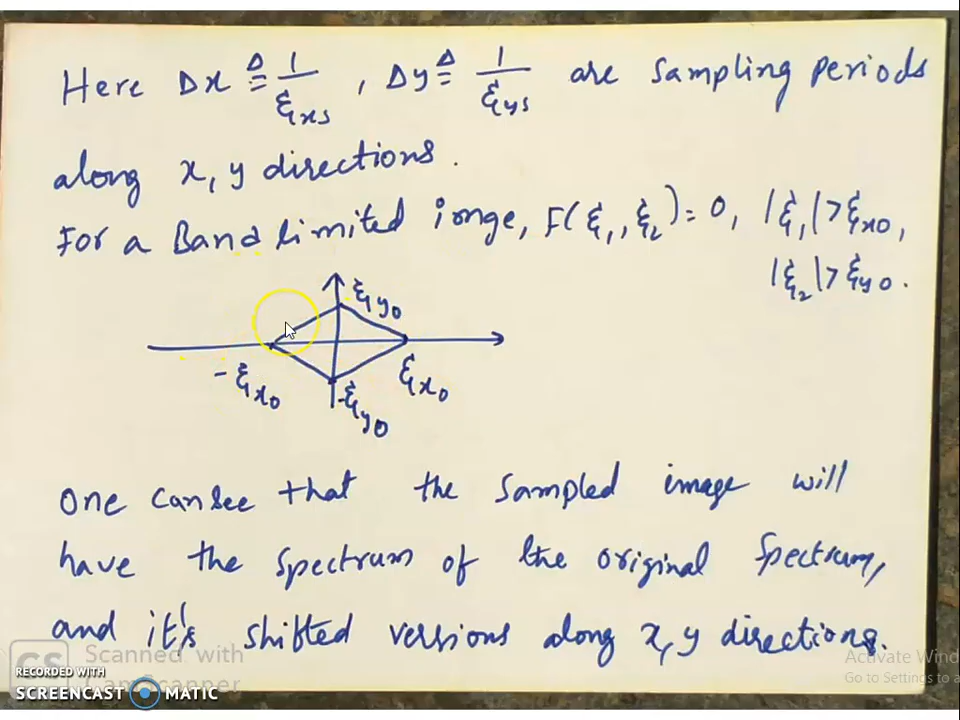 Here Δx ≜ 1/ξxs , Δy ≜ 1/ξys are sampling periods
along x, y directions.
For a Band limited image, F(ξ1, ξ2) = 0, |ξ1| > ξx0,
|ξ2| > ξy0.
ξy0
-ξx0
ξx0
-ξy0
One can see that the sampled image will
have the spectrum of the original spectrum,
and it's shifted versions along x, y directions.
CS Scanned with
CamScanner
RECORDED WITH
SCREENCAST MATIC
Activate Wind
Go to Settings to a